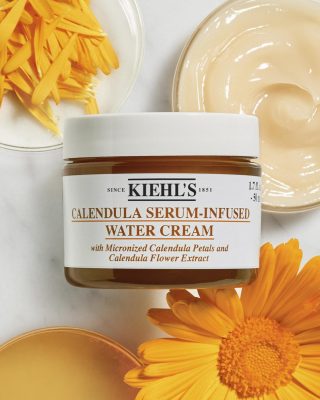 SINCE KIEHL'S 1851
CALENDULA SERUM-INFUSED
WATER CREAM
with Micronized Calendula Petals and
Calendula Flower Extract